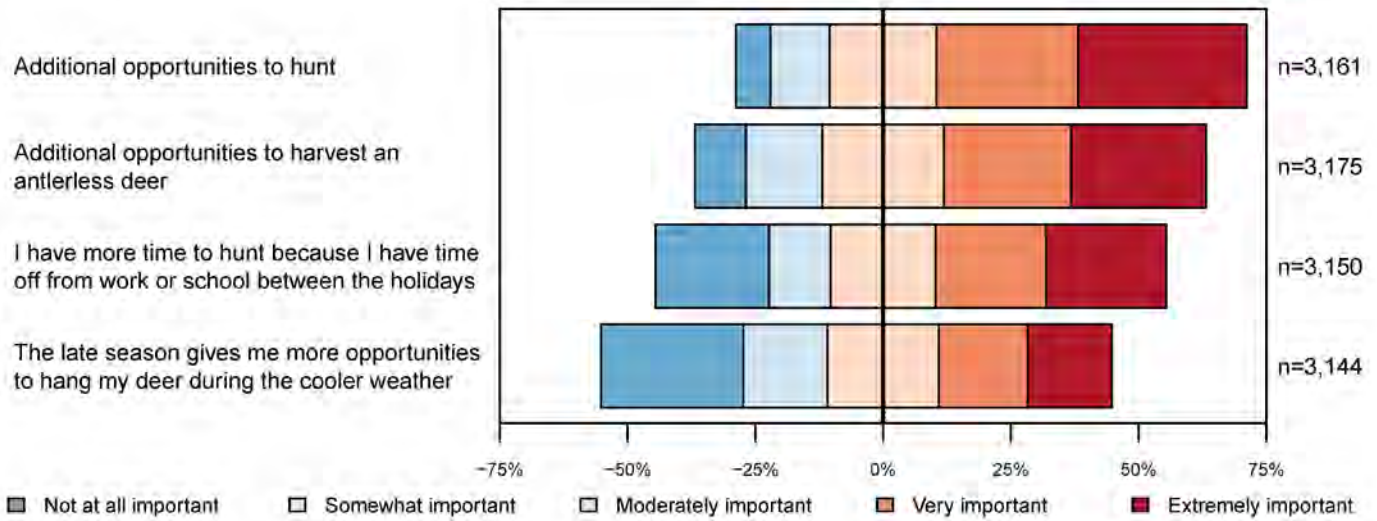 Additional opportunities to hunt
n=3,161
Additional opportunities to harvest an
antlerless deer
n=3,175
I have more time to hunt because I have time
off from work or school between the holidays
n=3,150
The late season gives me more opportunities
to hang my deer during the cooler weather
n=3,144
−75% −50% −25% 0% 25% 50% 75%
Not at all important Somewhat important Moderately important Very important Extremely important